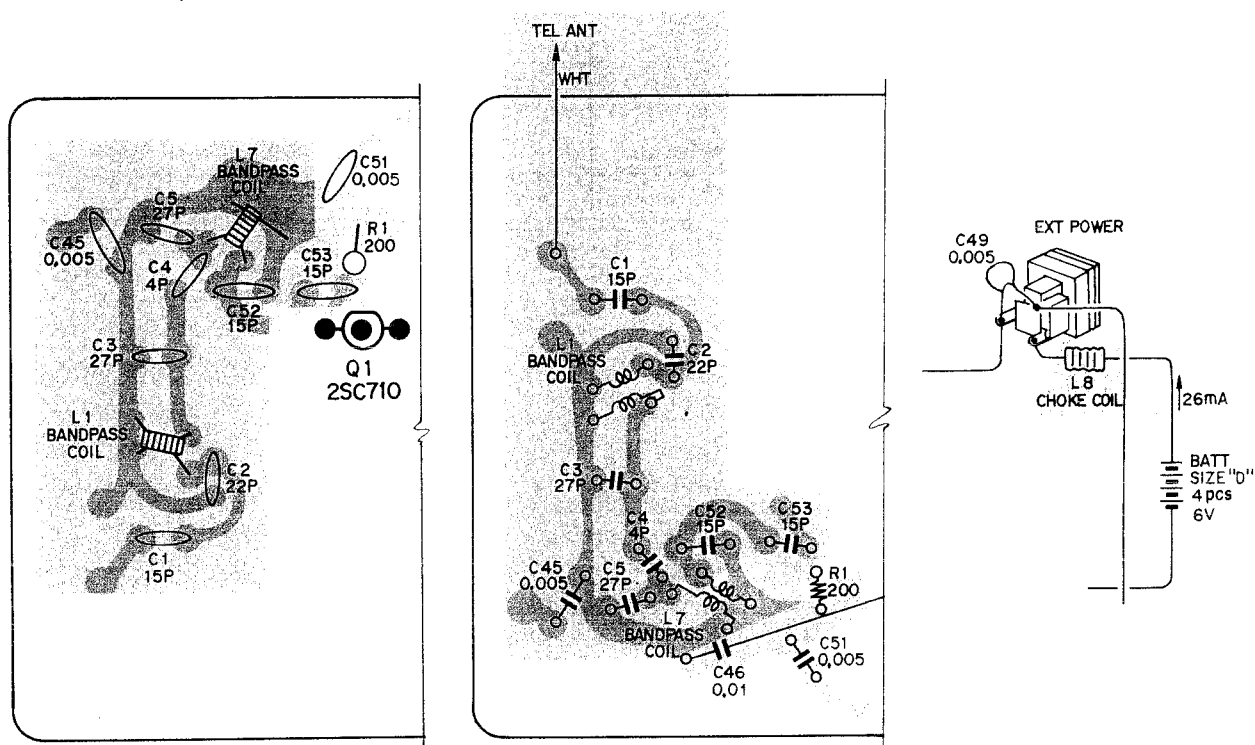 L7
BANDPASS
COIL
C51
0.005
C5
27P
C45
0.005
R1
200
C4
4P
C53
15P
C52
15P
C3
27P
Q1
2SC710
L1
BANDPASS
COIL
C2
22P
C1
15P
TEL ANT
WHT
C1
15P
L1
BANDPASS
COIL
C2
22P
C3
27P
C4
4P
C52
15P
C53
15P
C45
0.005
C5
27P
R1
200
L7
BANDPASS
COIL
C46
0.01
C51
0.005
EXT POWER
C49
0.005
L8
CHOKE COIL
26mA
BATT
SIZE "D"
4 pcs
6V